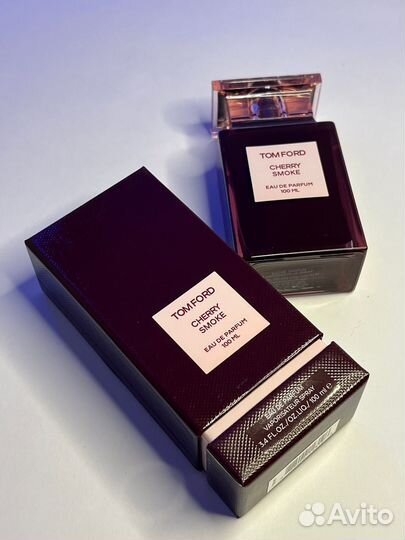 TOM FORD
CHERRY
SMOKE
EAU DE PARFUM
100 ML
TOM FORD
CHERRY
SMOKE
EAU DE PARFUM
100 ML
EAU DE PARFUM
VAPORISATEUR SPRAY
3.4 FL.OZ./OZ.LIQ./100 ml e
Avito